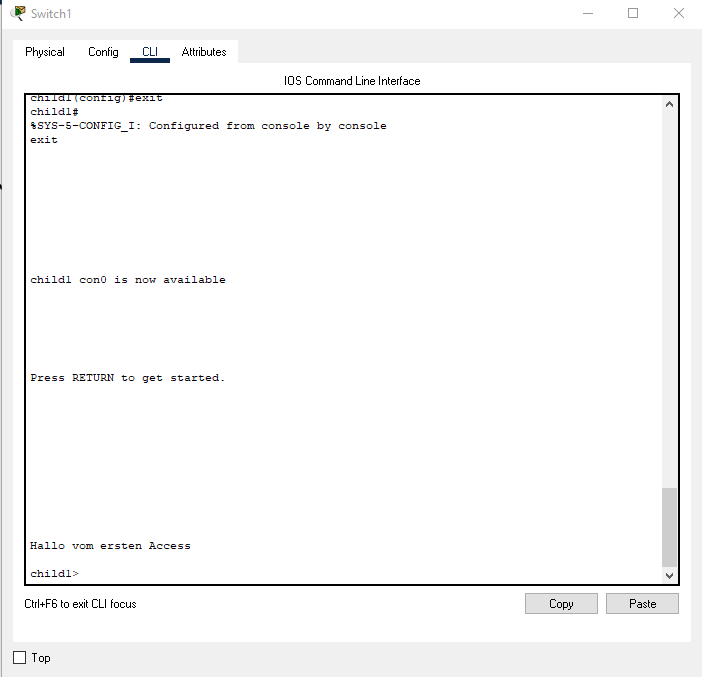 Switch1
Physical Config CLI Attributes
IOS Command Line Interface
child1(config)#exit
child1#
%SYS-5-CONFIG_I: Configured from console by console
exit
child1 con0 is now available
Press RETURN to get started.
Hallo vom ersten Access
child1>
Ctrl+F6 to exit CLI focus
Copy Paste
Top